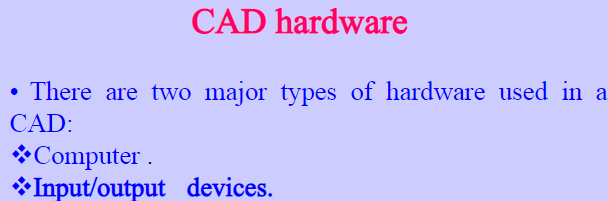 CAD hardware
• There are two major types of hardware used in a
CAD:
❖Computer .
❖Input/output devices.